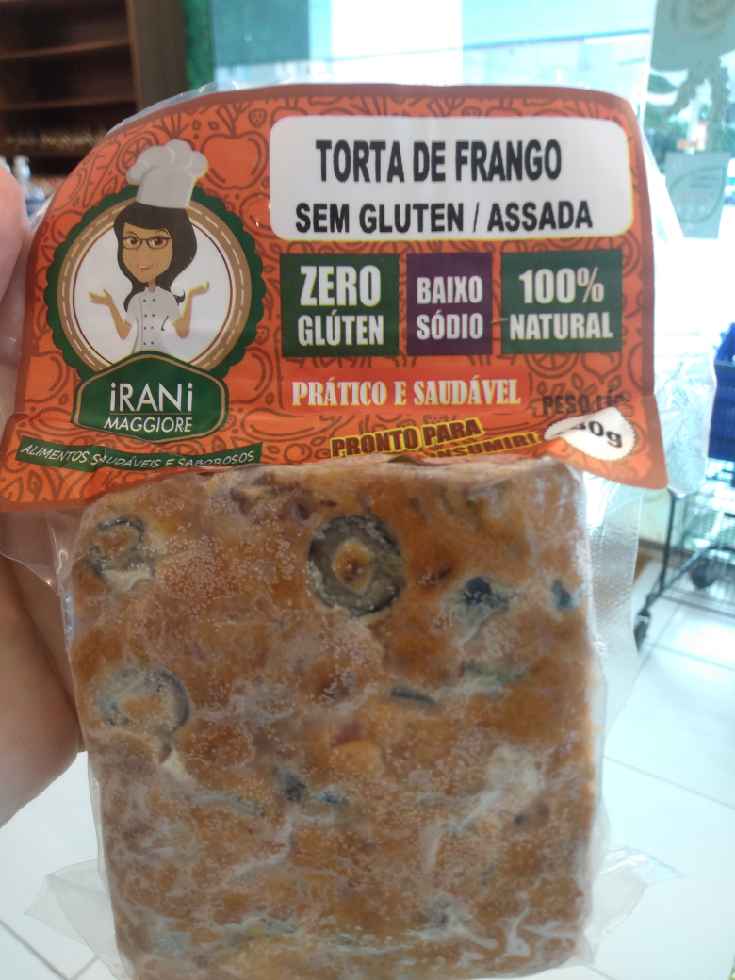 TORTA DE FRANGO
SEM GLUTEN / ASSADA
ZERO
GLÚTEN
BAIXO
SÓDIO
100%
NATURAL
iRANi
MAGGIORE
ALIMENTOS SAUDÁVEIS E SABOROSOS
PRÁTICO E SAUDÁVEL
PESO
PRONTO PARA